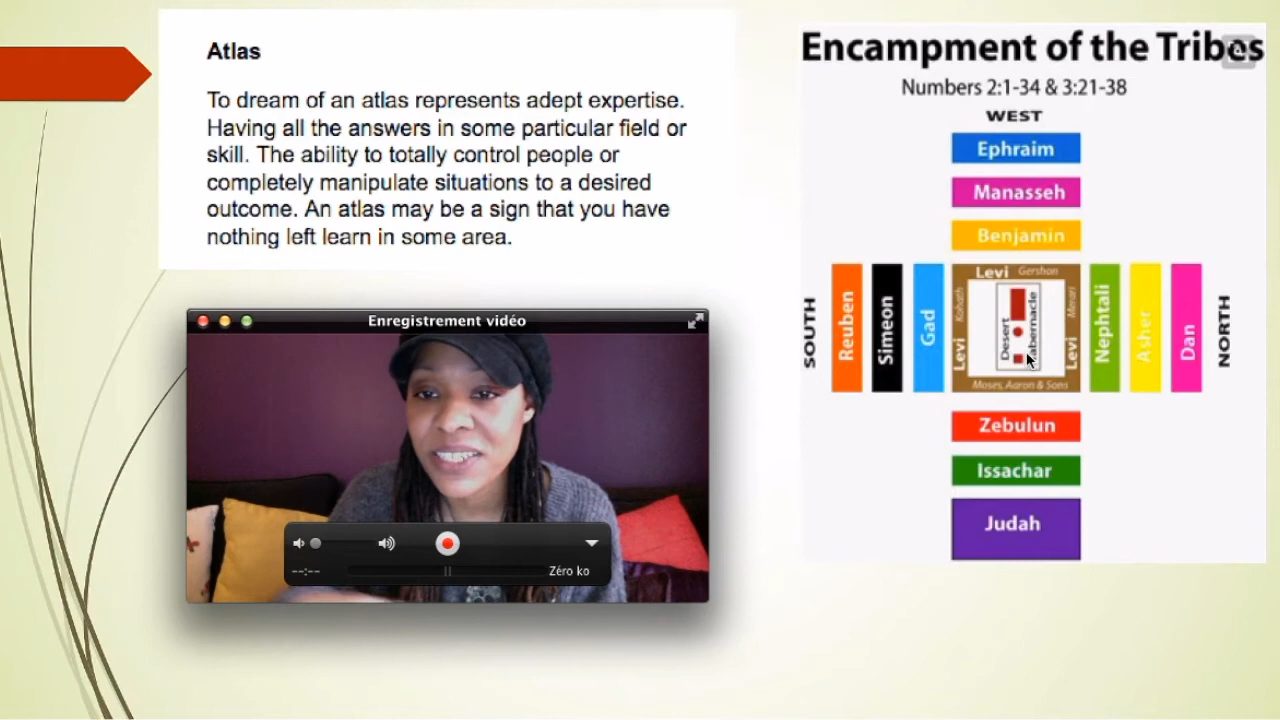 Atlas
To dream of an atlas represents adept expertise.
Having all the answers in some particular field or
skill. The ability to totally control people or
completely manipulate situations to a desired
outcome. An atlas may be a sign that you have
nothing left learn in some area.
Enregistrement vidéo
--:--
Zéro ko
Encampment of the Tribes
Numbers 2:1-34 & 3:21-38
WEST
Ephraim
Manasseh
Benjamin
SOUTH
Reuben
Simeon
Gad
Levi Gershon
Levi Kohath
Desert
Tabernacle
Levi Merari
Moses, Aaron & Sons
Nephtali
Asher
Dan
NORTH
Zebulun
Issachar
Judah